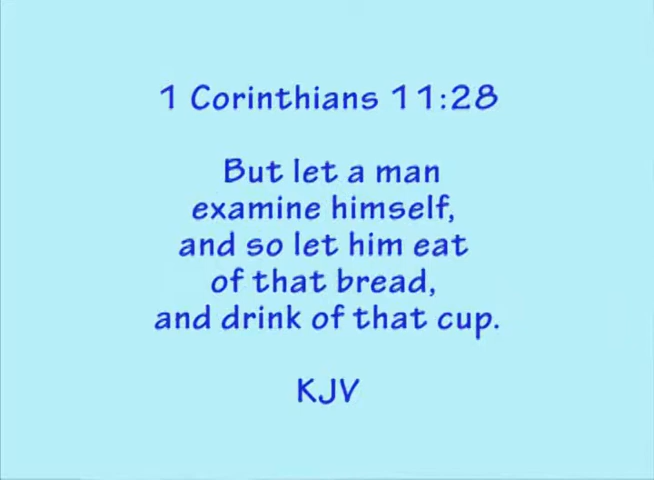 1 Corinthians 11:28
But let a man
examine himself,
and so let him eat
of that bread,
and drink of that cup.
KJV